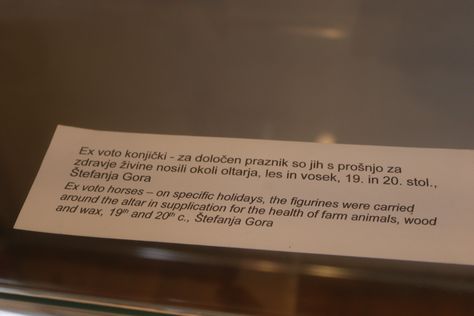 Ex voto konjički - za določen praznik so jih s prošnjo za
zdravje živine nosili okoli oltarja, les in vosek, 19. in 20. stol.,
Štefanja Gora
Ex voto horses – on specific holidays, the figurines were carried
around the altar in supplication for the health of farm animals, wood
and wax, 19th and 20th c., Štefanja Gora